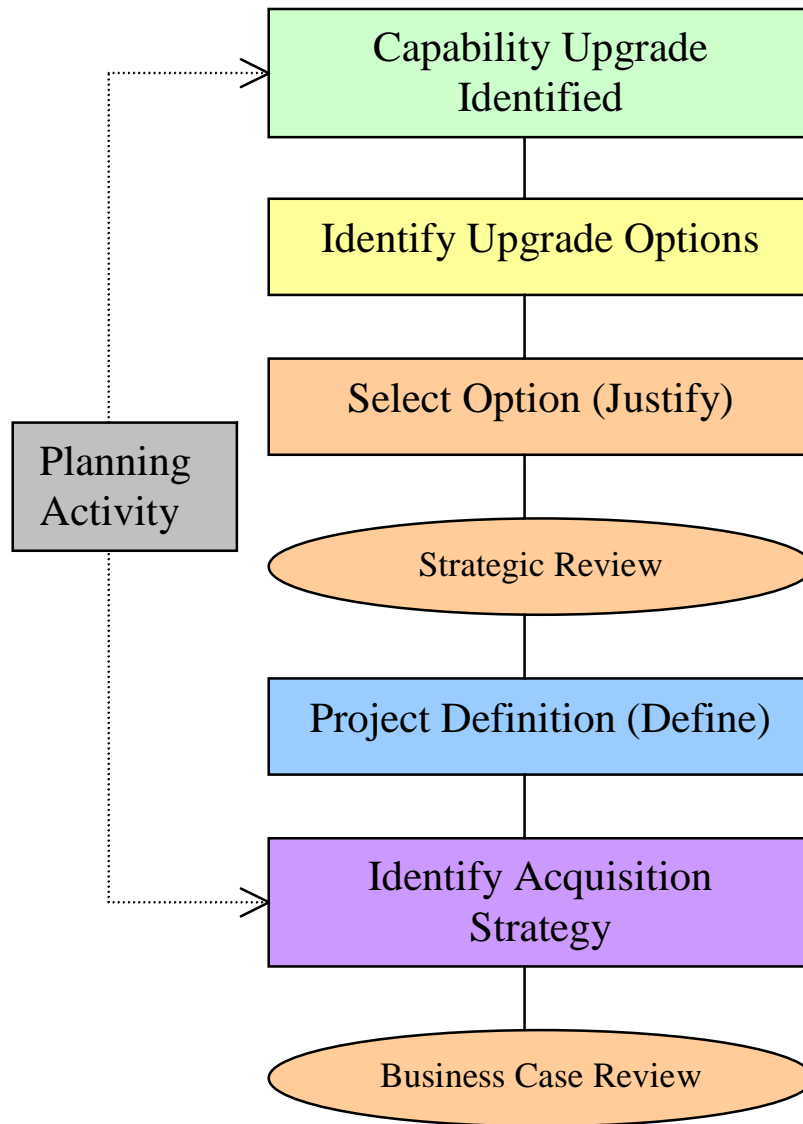 Capability Upgrade
Identified
Identify Upgrade Options
Select Option (Justify)
Planning
Activity
Strategic Review
Project Definition (Define)
Identify Acquisition
Strategy
Business Case Review